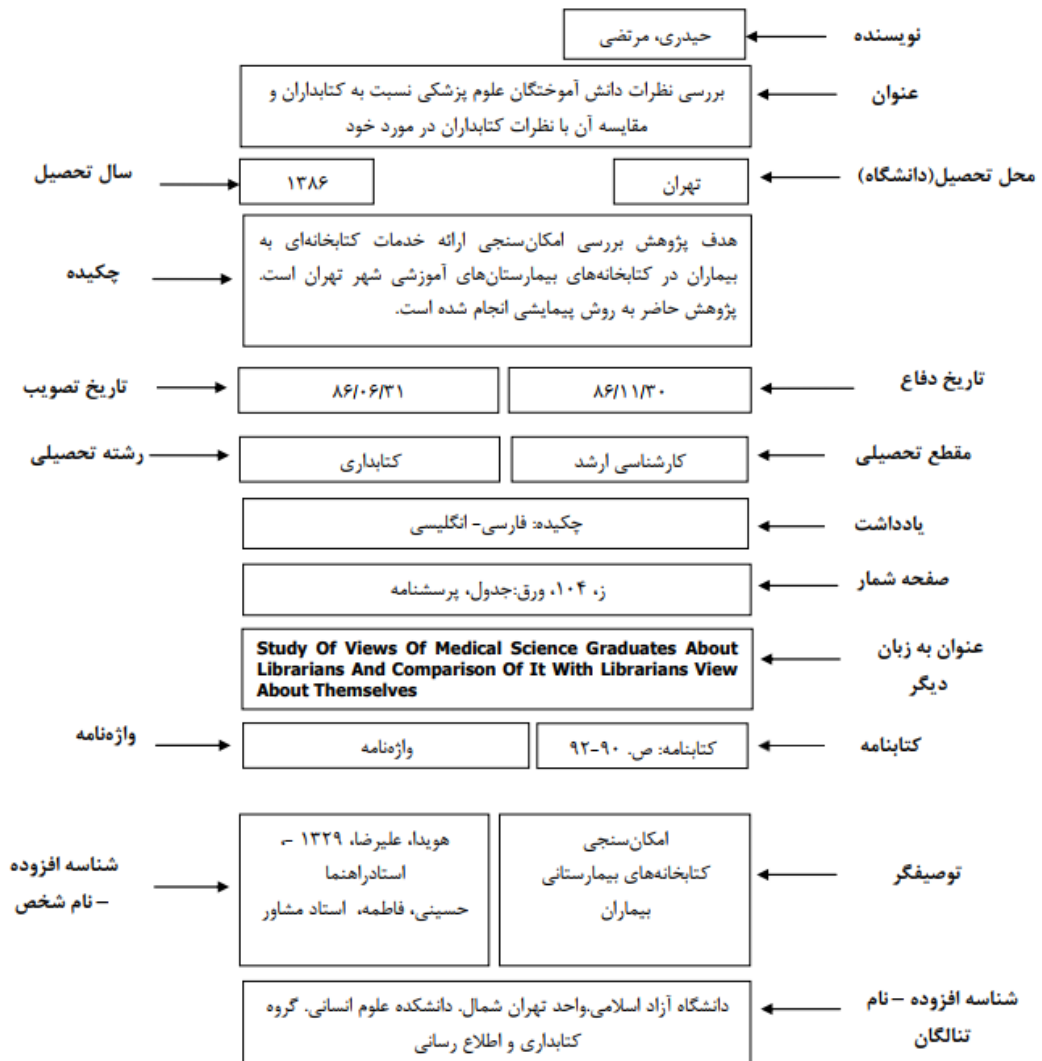 نویسنده
حیدری، مرتضی
عنوان
بررسی نظرات دانش آموختگان علوم پزشکی نسبت به کتابداران و
مقایسه آن با نظرات کتابداران در مورد خود
محل تحصیل(دانشگاه)
تهران
۱۳۸۶
سال تحصیل
هدف پژوهش بررسی امکان‌سنجی ارائه خدمات کتابخانه‌ای به
بیماران در کتابخانه‌های بیمارستان‌های آموزشی شهر تهران است.
پژوهش حاضر به روش پیمایشی انجام شده است.
چکیده
تاریخ دفاع
۸۶/۱۱/۳۰
۸۶/۰۶/۳۱
تاریخ تصویب
مقطع تحصیلی
کارشناسی ارشد
کتابداری
رشته تحصیلی
یادداشت
چکیده: فارسی- انگلیسی
صفحه شمار
ز، ۱۰۴، ورق:جدول، پرسشنامه
عنوان به زبان
دیگر
Study Of Views Of Medical Science Graduates About
Librarians And Comparison Of It With Librarians View
About Themselves
کتابنامه
کتابنامه: ص. ۹۰-۹۲
واژه‌نامه
واژه‌نامه
توصیفگر
امکان‌سنجی
کتابخانه‌های بیمارستانی
بیماران
هویدا، علیرضا، ۱۳۲۹ -،
استادراهنما
حسینی، فاطمه، استاد مشاور
شناسه افزوده
–نام شخص
شناسه افزوده –نام
تنالگان
دانشگاه آزاد اسلامی.واحد تهران شمال. دانشکده علوم انسانی. گروه
کتابداری و اطلاع رسانی